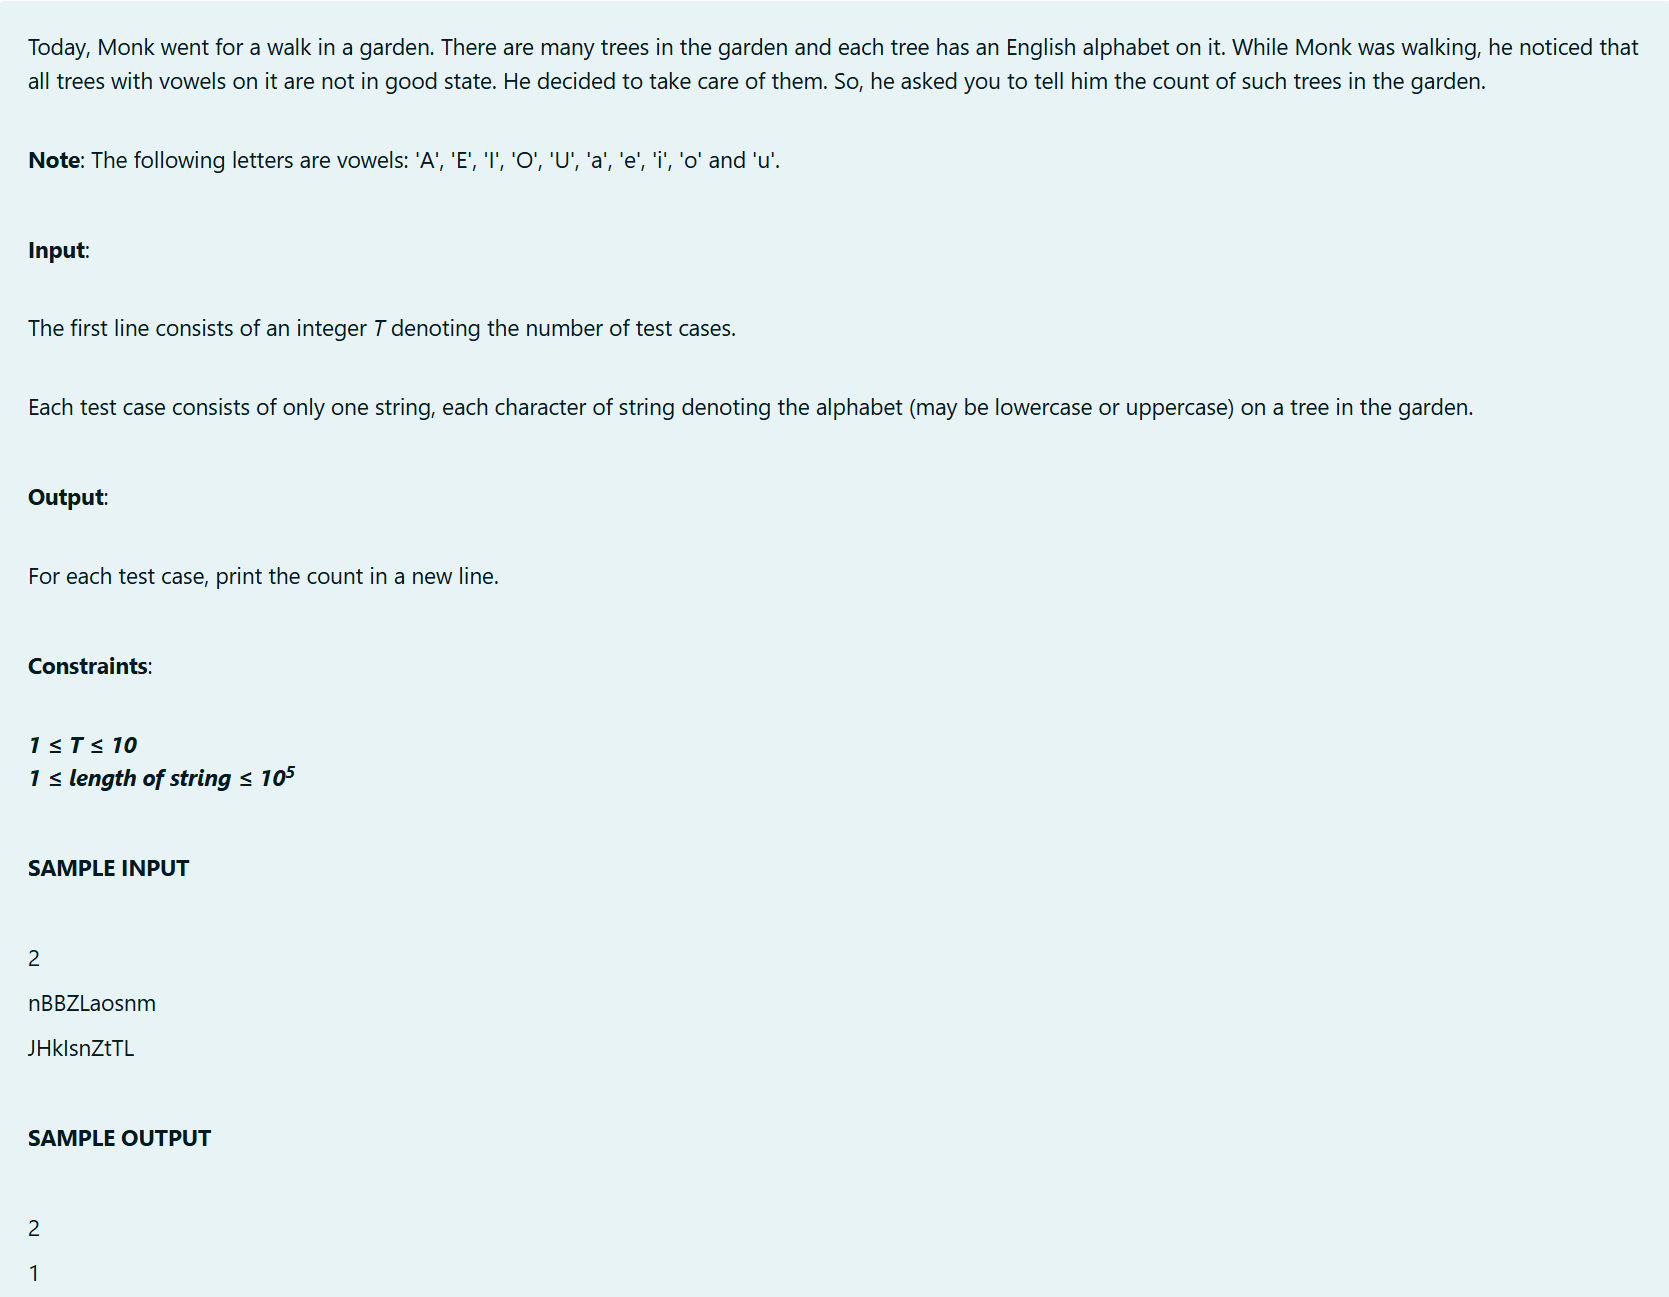 Today, Monk went for a walk in a garden. There are many trees in the garden and each tree has an English alphabet on it. While Monk was walking, he noticed that
all trees with vowels on it are not in good state. He decided to take care of them. So, he asked you to tell him the count of such trees in the garden.
Note: The following letters are vowels: 'A', 'E', 'I', 'O', 'U', 'a', 'e', 'i', 'o' and 'u'.
Input:
The first line consists of an integer T denoting the number of test cases.
Each test case consists of only one string, each character of string denoting the alphabet (may be lowercase or uppercase) on a tree in the garden.
Output:
For each test case, print the count in a new line.
Constraints:
1 ≤ T ≤ 10
1 ≤ length of string ≤ 10⁵
SAMPLE INPUT
2
nBBZLaosnm
JHkIsnZtTL
SAMPLE OUTPUT
2
1